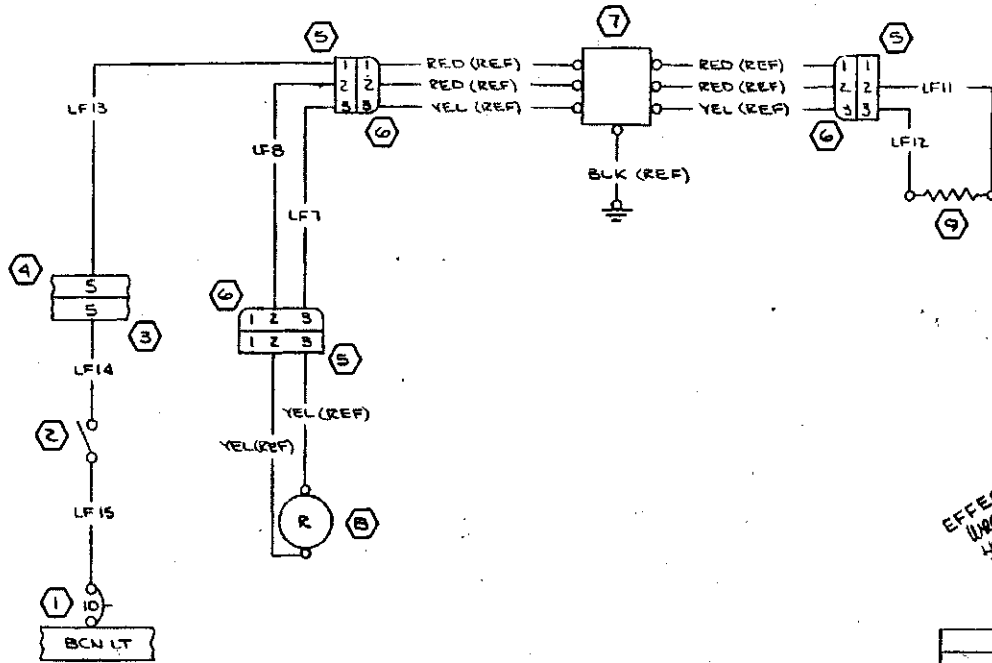 7
5
1 1
2 2
3 3
RED (REF)
RED (REF)
YEL (REF)
6
RED (REF)
RED (REF)
YEL (REF)
5
1 1
2 2
3 3
6
LF11
LF12
9
BLK (REF)
LF13
LF8
LF7
4
5
5
3
6
1 2 3
1 2 3
5
LF14
2
YEL (REF)
YEL (REF)
LF15
R
8
1
10
BCN LT